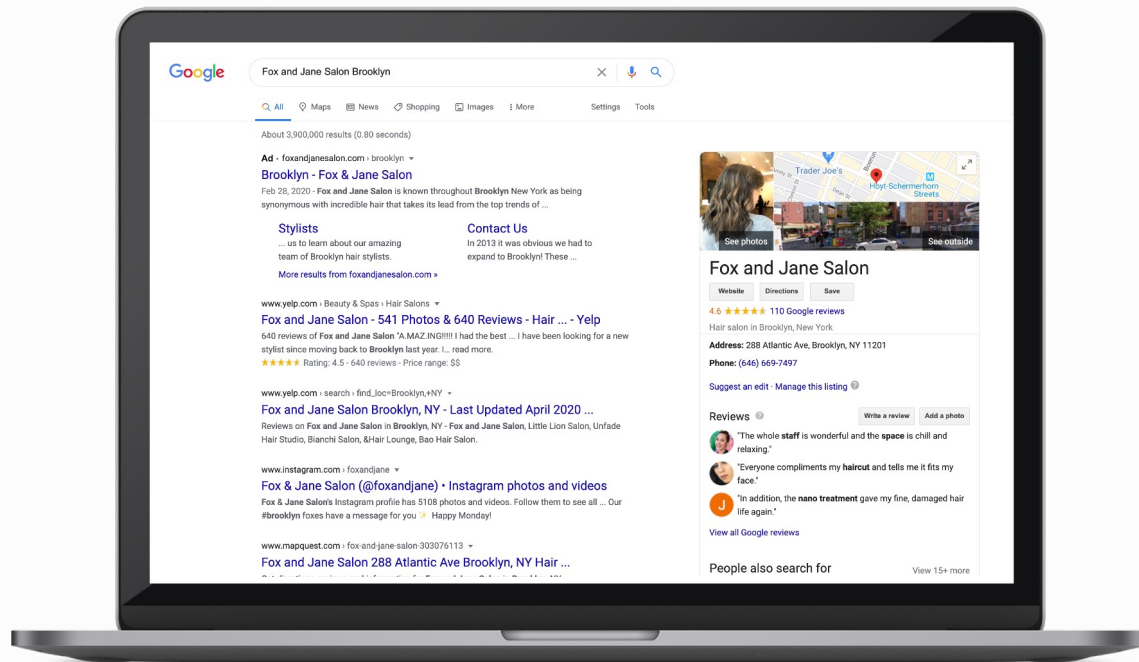 Google
Fox and Jane Salon Brooklyn
All Maps News Shopping Images More Settings Tools
About 3,900,000 results (0.80 seconds)
Ad · foxandjanesalon.com › brooklyn
Brooklyn - Fox & Jane Salon
Feb 28, 2020 - Fox and Jane Salon is known throughout Brooklyn New York as being
synonymous with incredible hair that takes its lead from the top trends of ...
Stylists
... us to learn about our amazing
team of Brooklyn hair stylists.
Contact Us
In 2013 it was obvious we had to
expand to Brooklyn! These ...
More results from foxandjanesalon.com »
www.yelp.com › Beauty & Spas › Hair Salons
Fox and Jane Salon - 541 Photos & 640 Reviews - Hair ... - Yelp
640 reviews of Fox and Jane Salon "A.MAZ.ING!!!!! I had the best ... I have been looking for a new
stylist since moving back to Brooklyn last year. I... read more.
Rating: 4.5 - 640 reviews - Price range: $$
www.yelp.com › search › find_loc=Brooklyn,+NY
Fox and Jane Salon Brooklyn, NY - Last Updated April 2020 ...
Reviews on Fox and Jane Salon in Brooklyn, NY - Fox and Jane Salon, Little Lion Salon, Unfade
Hair Studio, Bianchi Salon, &Hair Lounge, Bao Hair Salon.
www.instagram.com › foxandjane
Fox & Jane Salon (@foxandjane) • Instagram photos and videos
Fox & Jane Salon's Instagram profile has 5108 photos and videos. Follow them to see all ... Our
#brooklyn foxes have a message for you ✨ Happy Monday!
www.mapquest.com › fox-and-jane-salon-303076113
Fox and Jane Salon 288 Atlantic Ave Brooklyn, NY Hair ...
Trader Joe's
Hoyt-Schermerhorn
Streets
Dean St
See photos
See outside
Fox and Jane Salon
Website Directions Save
4.6 110 Google reviews
Hair salon in Brooklyn, New York
Address: 288 Atlantic Ave, Brooklyn, NY 11201
Phone: (646) 669-7497
Suggest an edit · Manage this listing
Reviews
Write a review Add a photo
"The whole staff is wonderful and the space is chill and
relaxing."
"Everyone compliments my haircut and tells me it fits my
face."
J
"In addition, the nano treatment gave my fine, damaged hair
life again."
View all Google reviews
People also search for
View 15+ more